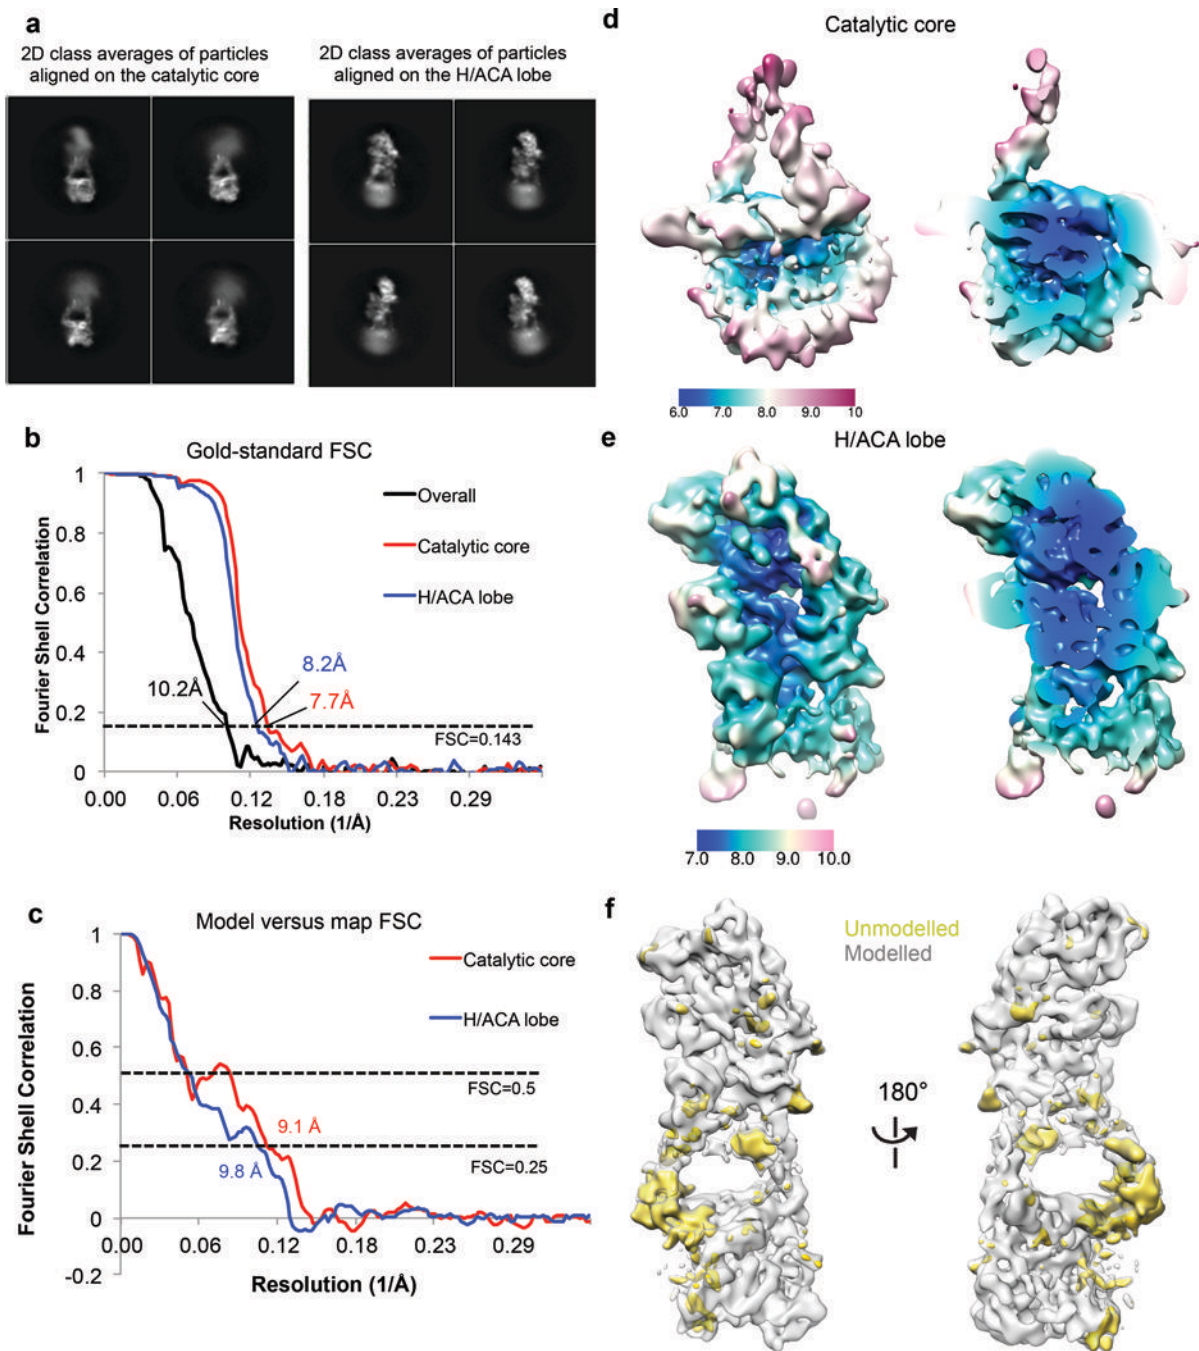 a
2D class averages of particles
aligned on the catalytic core
2D class averages of particles
aligned on the H/ACA lobe
b
Gold-standard FSC
Overall
Catalytic core
H/ACA lobe
1
0.8
0.6
0.4
0.2
0
Fourier Shell Correlation
10.2Å
8.2Å
7.7Å
FSC=0.143
0.00 0.06 0.12 0.18 0.23 0.29
Resolution (1/Å)
c
Model versus map FSC
Catalytic core
H/ACA lobe
1
0.8
0.6
0.4
0.2
0
-0.2
Fourier Shell Correlation
FSC=0.5
9.1 Å
9.8 Å
FSC=0.25
0.00 0.06 0.12 0.18 0.23 0.29
Resolution (1/Å)
d
Catalytic core
6.0 7.0 8.0 9.0 10
e
H/ACA lobe
7.0 8.0 9.0 10.0
f
Unmodelled
Modelled
180°